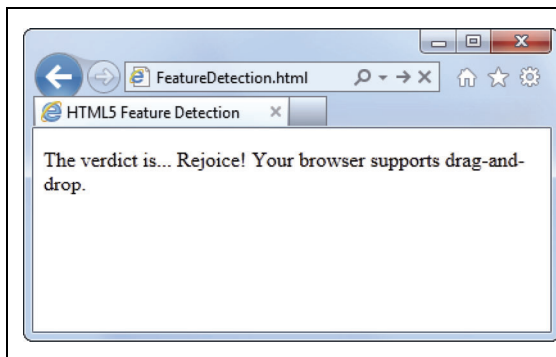 FeatureDetection.html
HTML5 Feature Detection
The verdict is... Rejoice! Your browser supports drag-and-
drop.